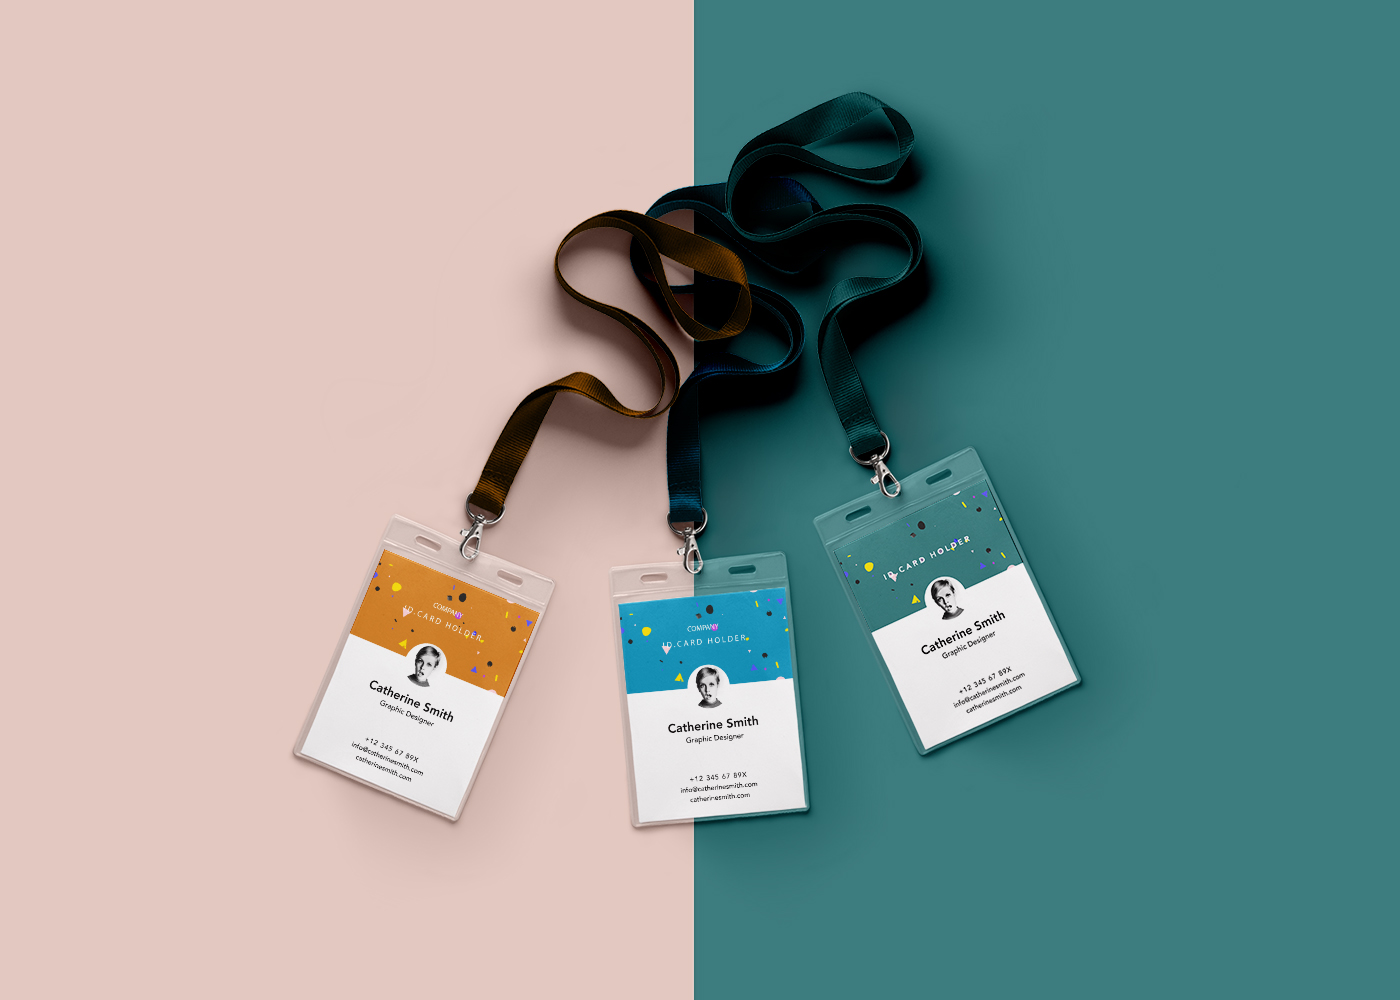 COMPANY
ID.CARD HOLDER
Catherine Smith
Graphic Designer
+12 345 67 89X
info@catherinesmith.com
catherinesmith.com
COMPANY
ID.CARD HOLDER
Catherine Smith
Graphic Designer
+12 345 67 89X
info@catherinesmith.com
catherinesmith.com
ID.CARD HOLDER
Catherine Smith
Graphic Designer
+12 345 67 89X
info@catherinesmith.com
catherinesmith.com